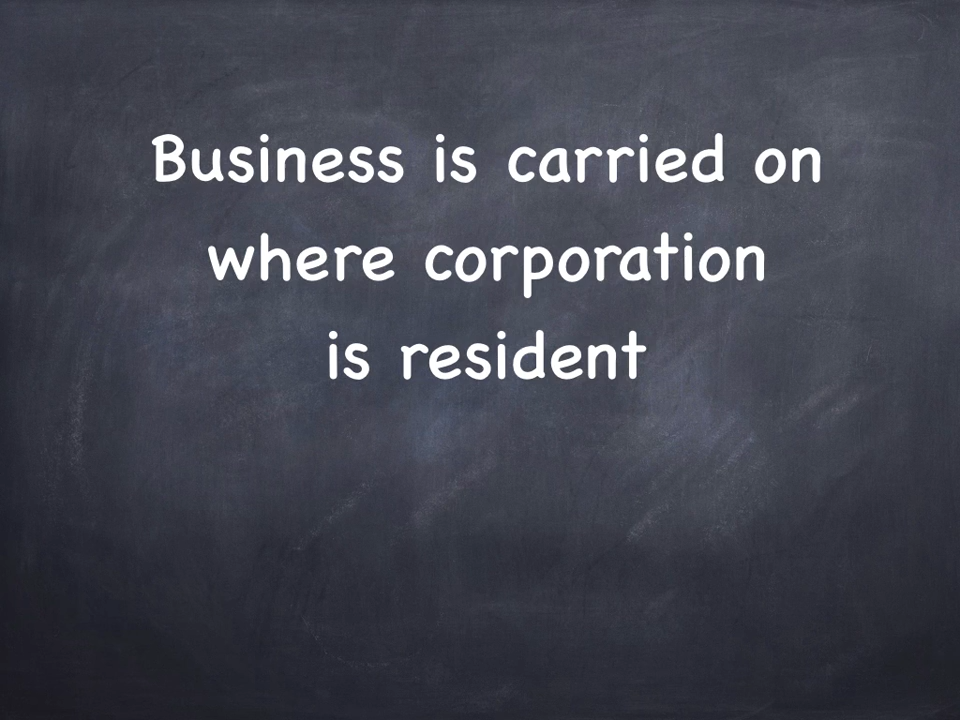 Business is carried on
where corporation
is resident